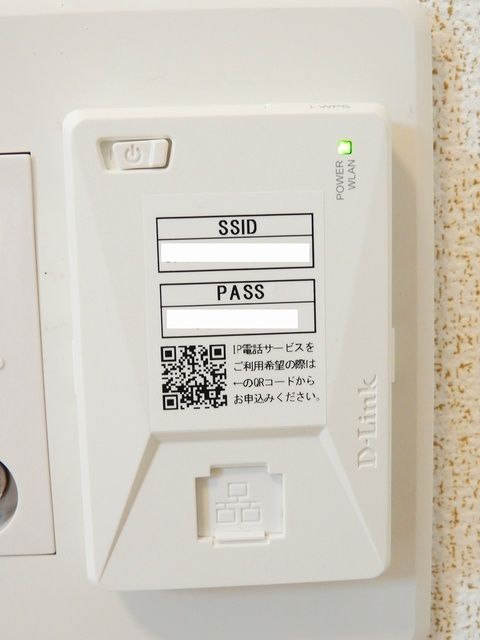 WPS
POWER
WLAN
SSID
PASS
IP電話サービスを
ご利用希望の際は
←のQRコードから
お申込みください。
D-Link